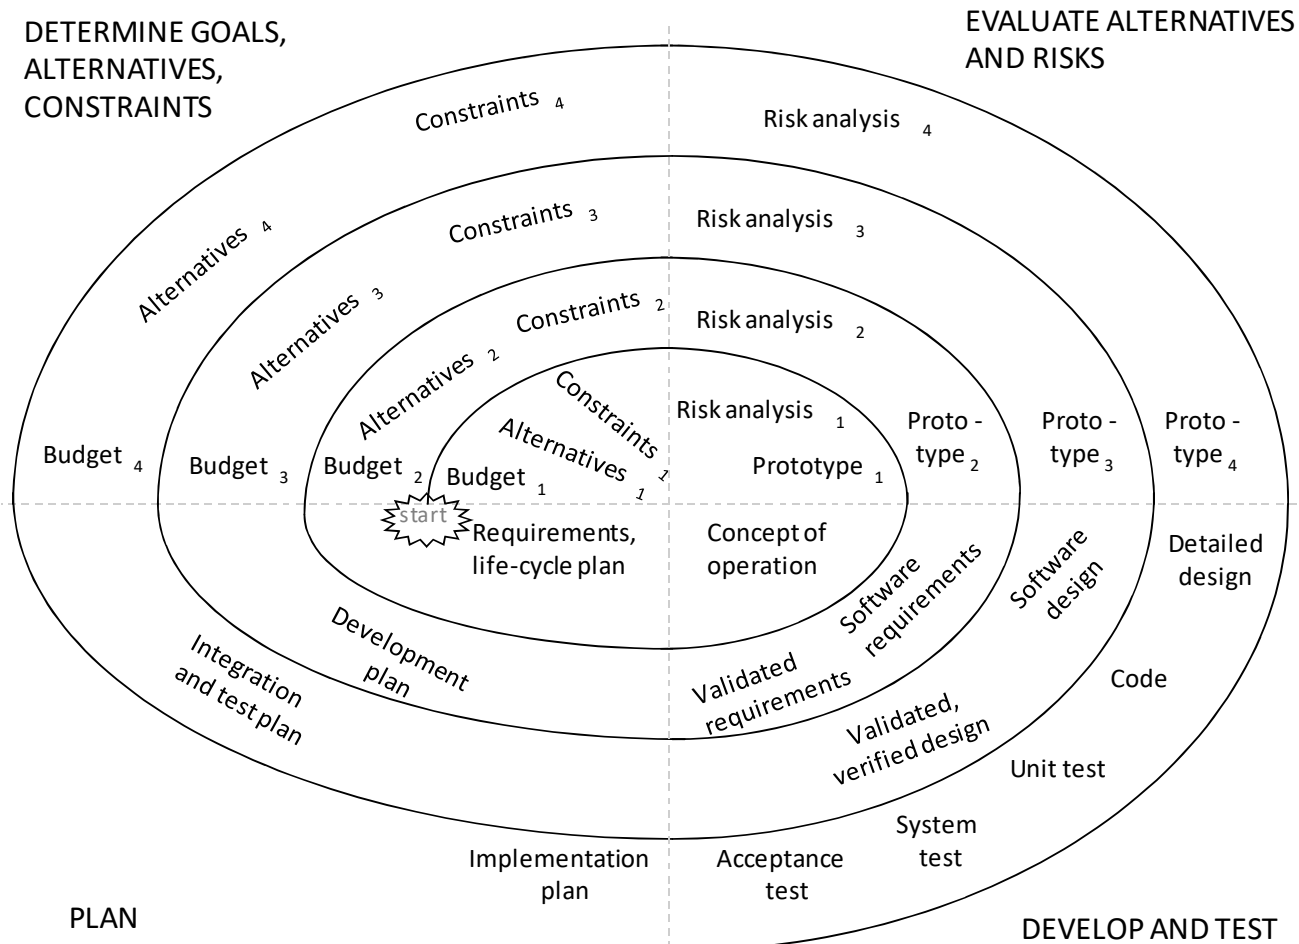 DETERMINE GOALS,
ALTERNATIVES,
CONSTRAINTS
EVALUATE ALTERNATIVES
AND RISKS
Constraints 4
Risk analysis 4
Alternatives 4
Constraints 3
Risk analysis 3
Alternatives 3
Constraints 2
Risk analysis 2
Alternatives 2
Constraints 1
Risk analysis 1
Alternatives 1
Budget 4
Budget 3
Budget 2
Budget 1
Prototype 1
Proto -
type 2
Proto -
type 3
Proto -
type 4
start
Requirements,
life-cycle plan
Concept of
operation
Software
requirements
Software
design
Detailed
design
Development
plan
Validated
requirements
Integration
and test plan
Validated,
verified design
Code
Unit test
System
test
Implementation
plan
Acceptance
test
PLAN
DEVELOP AND TEST